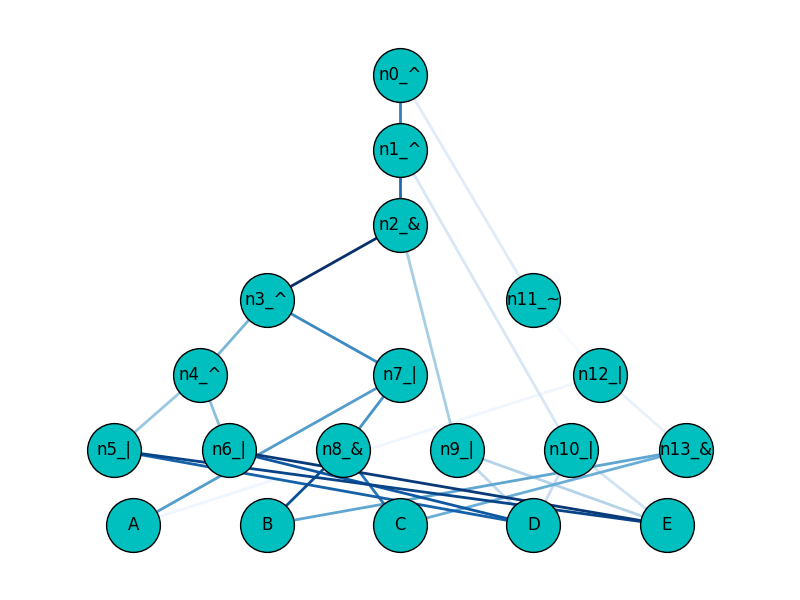 n0_^
n1_^
n2_&
n3_^ n11_~
n4_^ n7_| n12_|
n5_| n6_| n8_& n9_| n10_| n13_&
A B C D E